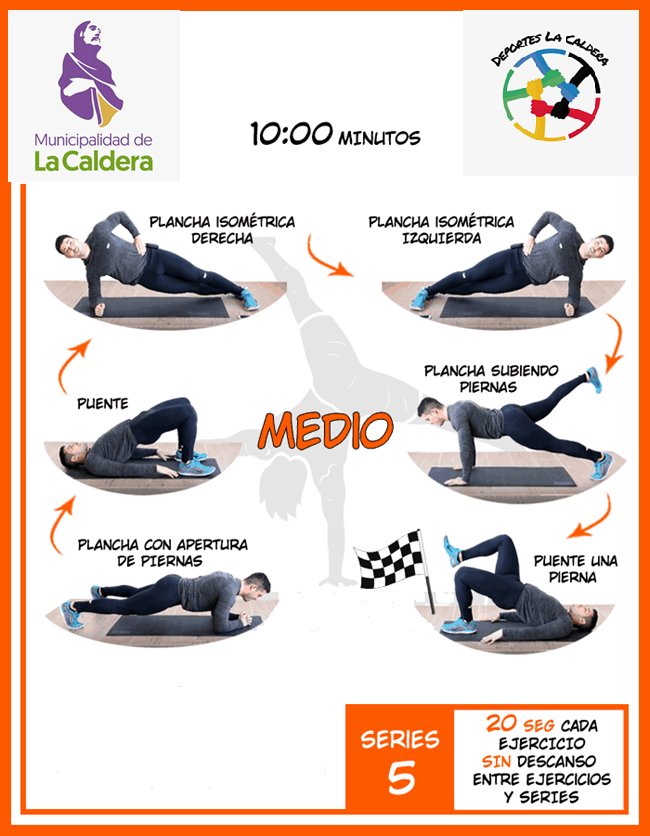 Municipalidad de
La Caldera
DEPORTES LA CALDERA
10:00 MINUTOS
PLANCHA ISOMÉTRICA
DERECHA
PLANCHA ISOMÉTRICA
IZQUIERDA
PUENTE
PLANCHA SUBIENDO
PIERNAS
MEDIO
PLANCHA CON APERTURA
DE PIERNAS
PUENTE UNA
PIERNA
SERIES
5
20 SEG CADA
EJERCICIO
SIN DESCANSO
ENTRE EJERCICIOS
Y SERIES